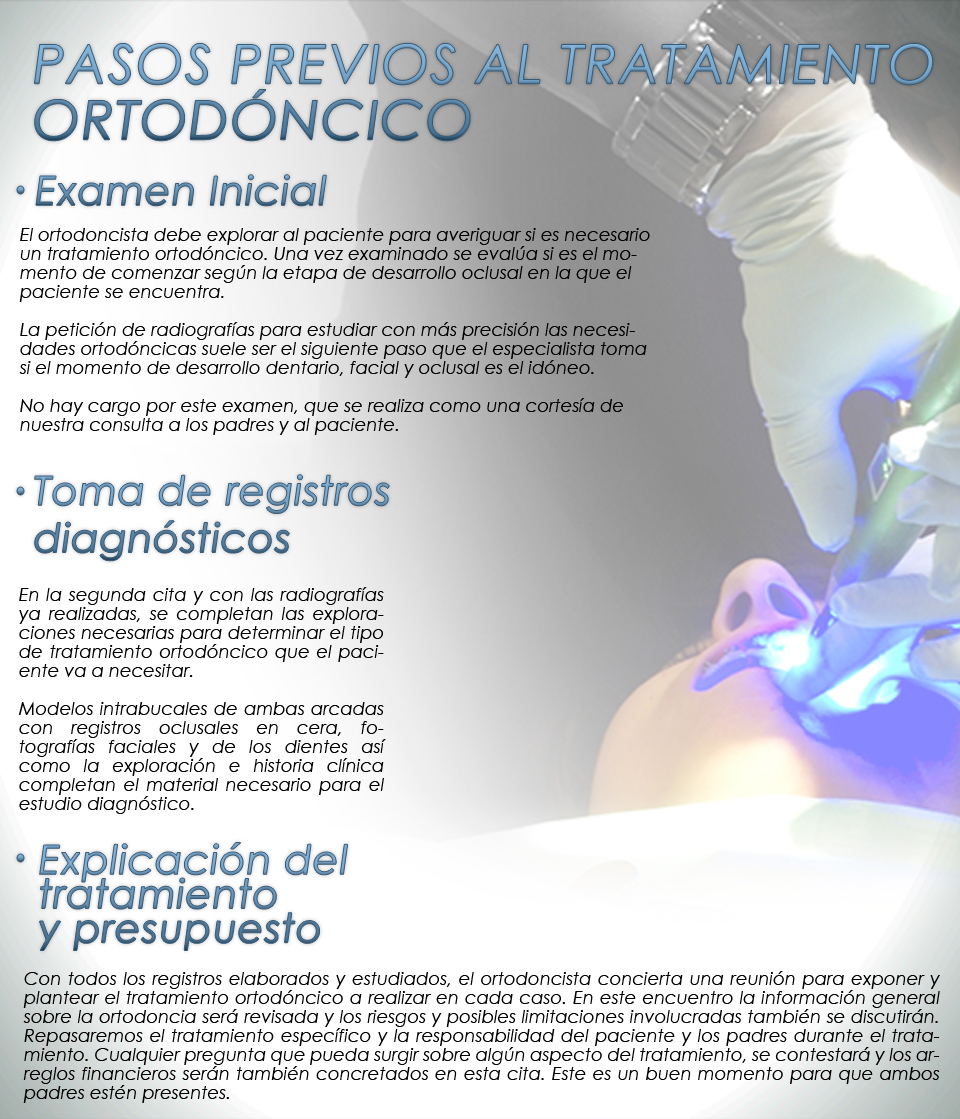 PASOS PREVIOS AL TRATAMIENTO
ORTODÓNCICO
• Examen Inicial
El ortodoncista debe explorar al paciente para averiguar si es necesario
un tratamiento ortodóncico. Una vez examinado se evalúa si es el mo-
mento de comenzar según la etapa de desarrollo oclusal en la que el
paciente se encuentra.
La petición de radiografías para estudiar con más precisión las necesi-
dades ortodóncicas suele ser el siguiente paso que el especialista toma
si el momento de desarrollo dentario, facial y oclusal es el idóneo.
No hay cargo por este examen, que se realiza como una cortesía de
nuestra consulta a los padres y al paciente.
• Toma de registros
diagnósticos
En la segunda cita y con las radiografías
ya realizadas, se completan las explora-
ciones necesarias para determinar el tipo
de tratamiento ortodóncico que el paci-
ente va a necesitar.
Modelos intrabucales de ambas arcadas
con registros oclusales en cera, fo-
tografías faciales y de los dientes así
como la exploración e historia clínica
completan el material necesario para el
estudio diagnóstico.
• Explicación del
tratamiento
y presupuesto
Con todos los registros elaborados y estudiados, el ortodoncista concierta una reunión para exponer y
plantear el tratamiento ortodóncico a realizar en cada caso. En este encuentro la información general
sobre la ortodoncia será revisada y los riesgos y posibles limitaciones involucradas también se discutirán.
Repasaremos el tratamiento específico y la responsabilidad del paciente y los padres durante el trata-
miento. Cualquier pregunta que pueda surgir sobre algún aspecto del tratamiento, se contestará y los ar-
reglos financieros serán también concretados en esta cita. Este es un buen momento para que ambos
padres estén presentes.